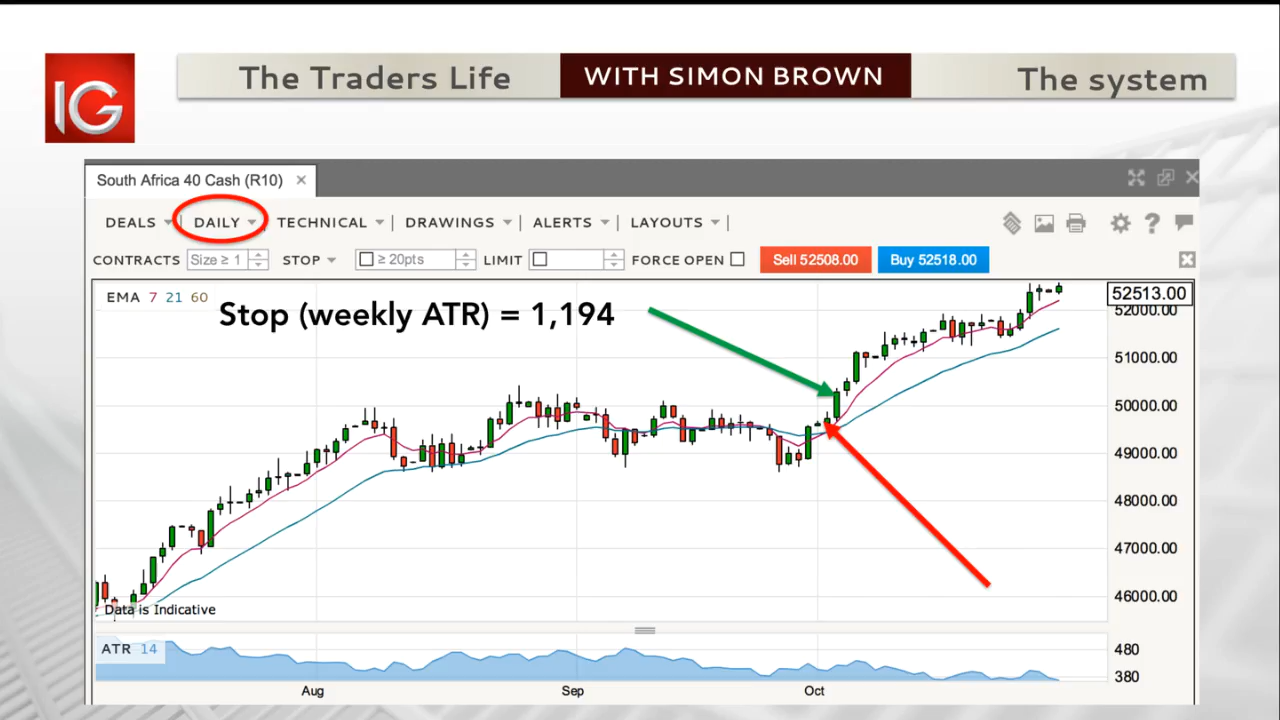 IG
The Traders Life
WITH SIMON BROWN
The system
South Africa 40 Cash (R10)
DEALS
DAILY
TECHNICAL
DRAWINGS
ALERTS
LAYOUTS
CONTRACTS Size ≥ 1 STOP ≥ 20pts LIMIT FORCE OPEN Sell 52508.00 Buy 52518.00
EMA 7 21 60
Stop (weekly ATR) = 1,194
52513.00
52000.00
51000.00
50000.00
49000.00
48000.00
47000.00
46000.00
Data is Indicative
ATR 14
480
380
Aug Sep Oct